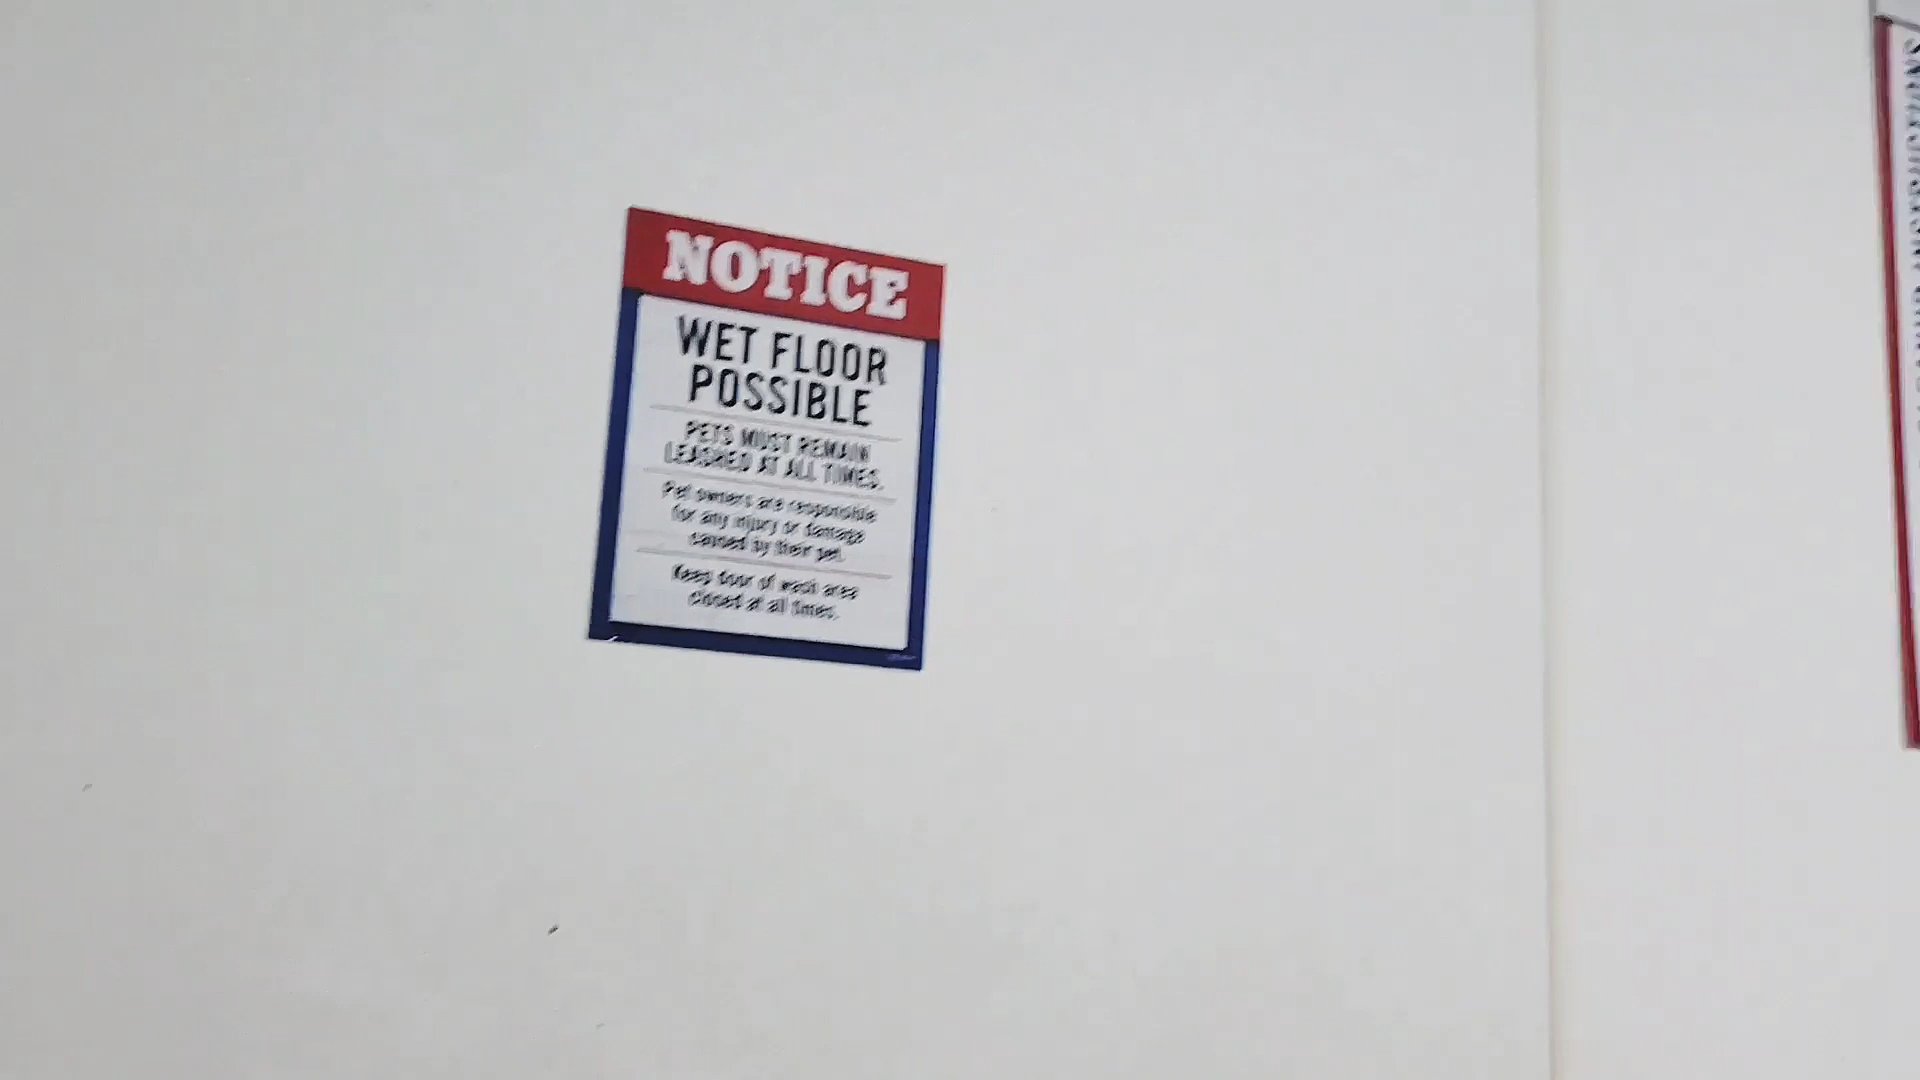 NOTICE
WET FLOOR
POSSIBLE
PETS MUST REMAIN
LEASHED AT ALL TIMES.
Pet owners are responsible
for any injury or damage
caused by their pet.
Keep door of wash area
closed at all times.